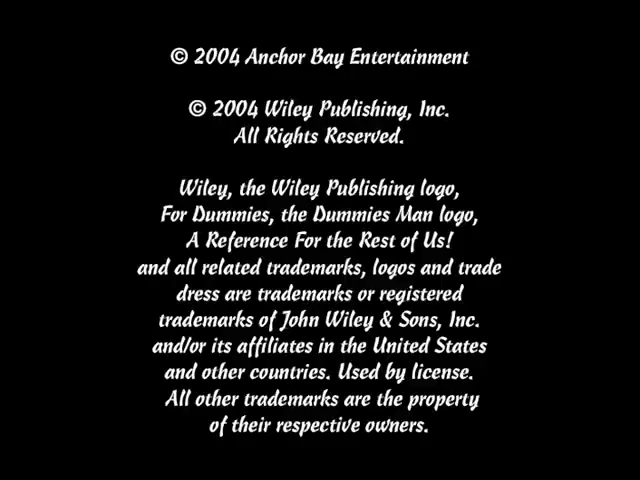 © 2004 Anchor Bay Entertainment
© 2004 Wiley Publishing, Inc.
All Rights Reserved.
Wiley, the Wiley Publishing logo,
For Dummies, the Dummies Man logo,
A Reference For the Rest of Us!
and all related trademarks, logos and trade
dress are trademarks or registered
trademarks of John Wiley & Sons, Inc.
and/or its affiliates in the United States
and other countries. Used by license.
All other trademarks are the property
of their respective owners.